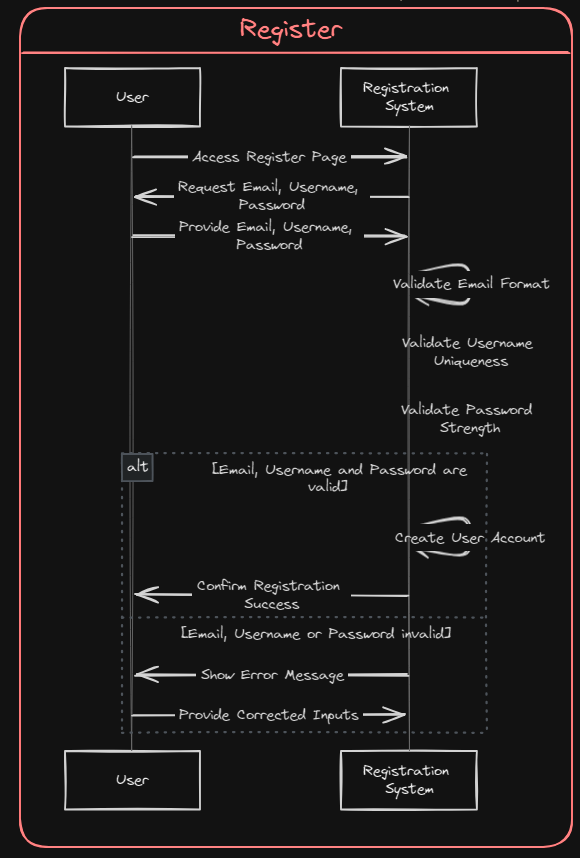 Register
User
Registration
System
Access Register Page
Request Email, Username,
Password
Provide Email, Username,
Password
Validate Email Format
Validate Username
Uniqueness
Validate Password
Strength
alt
[Email, Username and Password are
valid]
Create User Account
Confirm Registration
Success
[Email, Username or Password invalid]
Show Error Message
Provide Corrected Inputs
User
Registration
System